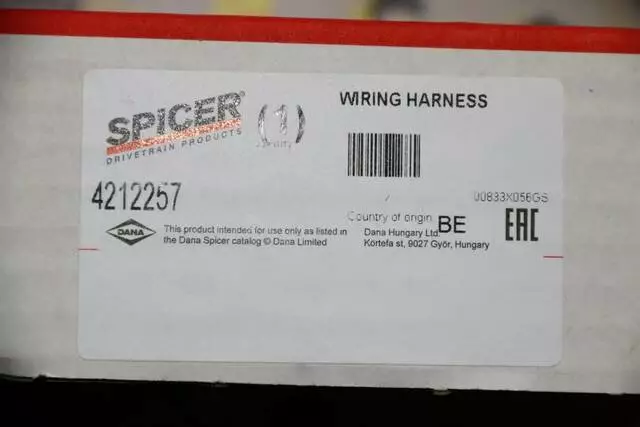 SPICER®
DRIVETRAIN PRODUCTS
(1)
WIRING HARNESS
4212257
00833X056GS
DANA
This product intended for use only as listed in
the Dana Spicer catalog © Dana Limited
Country of origin BE
Dana Hungary Ltd.
Körtefa st, 9027 Győr, Hungary
EAC